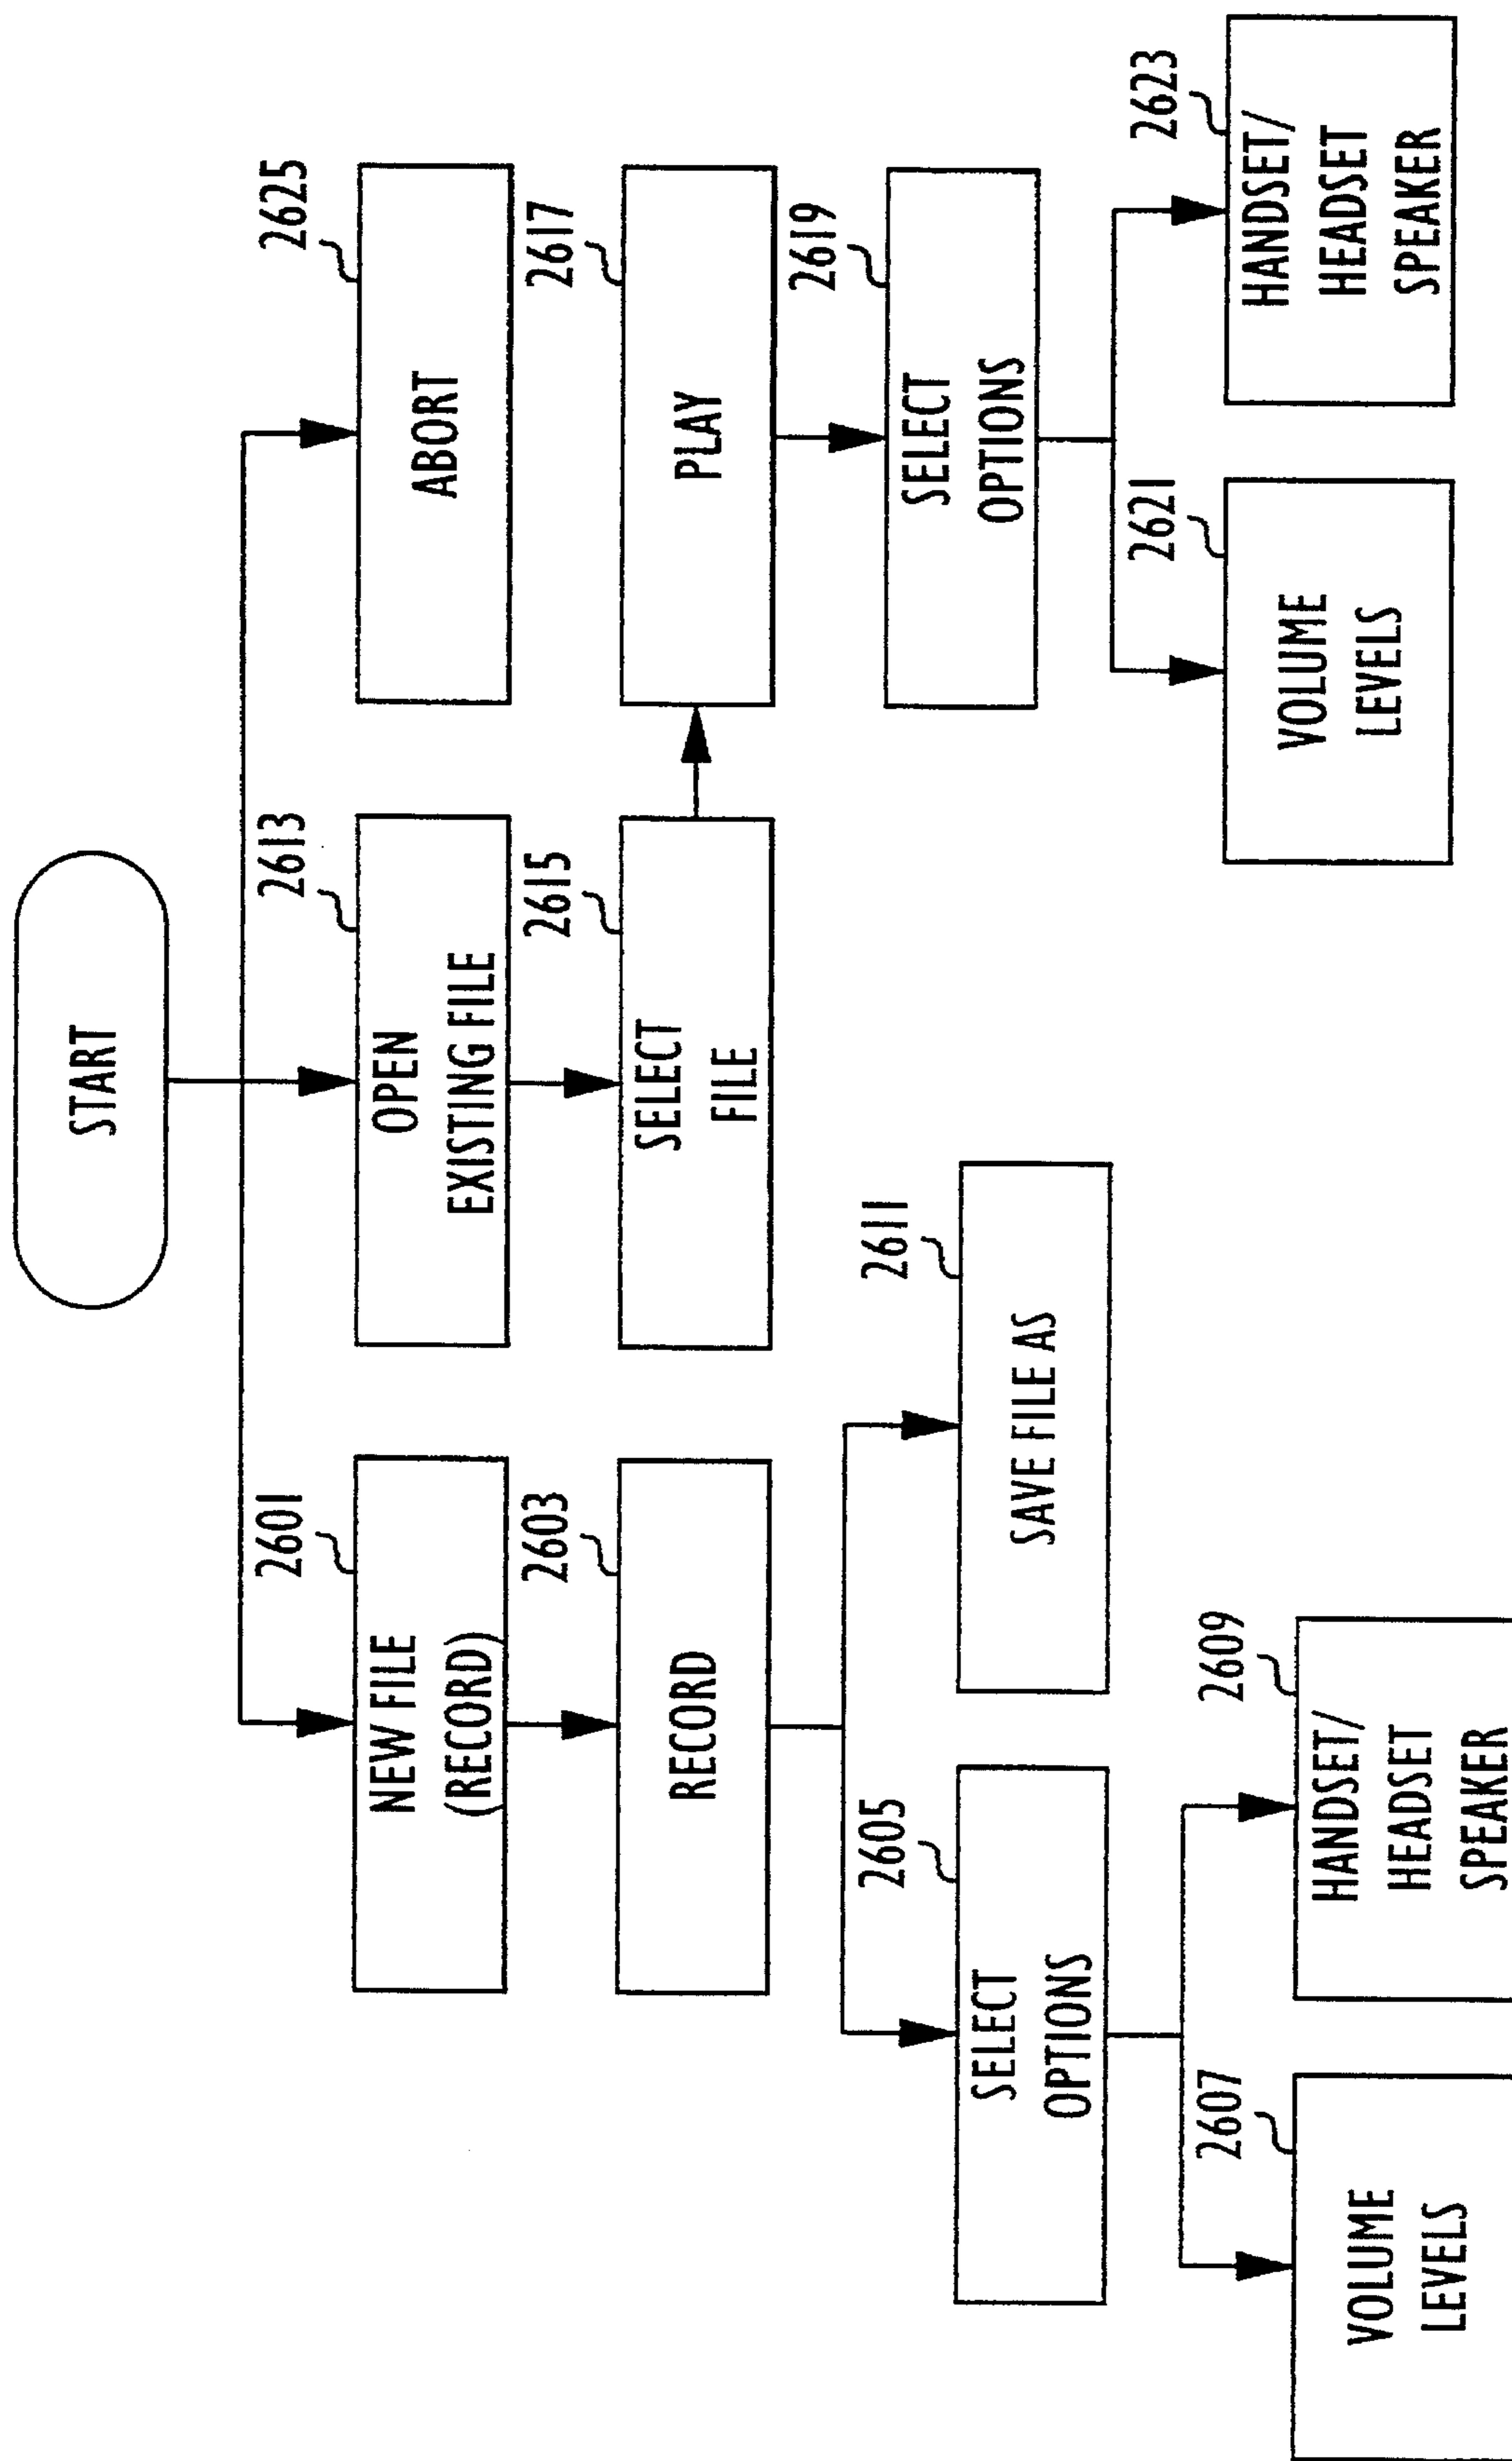 START
2601
NEW FILE
(RECORD)
2613
OPEN
EXISTING FILE
2625
ABORT
2603
RECORD
2615
SELECT
FILE
2617
PLAY
2605
SELECT
OPTIONS
2611
SAVE FILE AS
2619
SELECT
OPTIONS
2607
VOLUME
LEVELS
2609
HANDSET/
HEADSET
SPEAKER
2621
VOLUME
LEVELS
2623
HANDSET/
HEADSET
SPEAKER